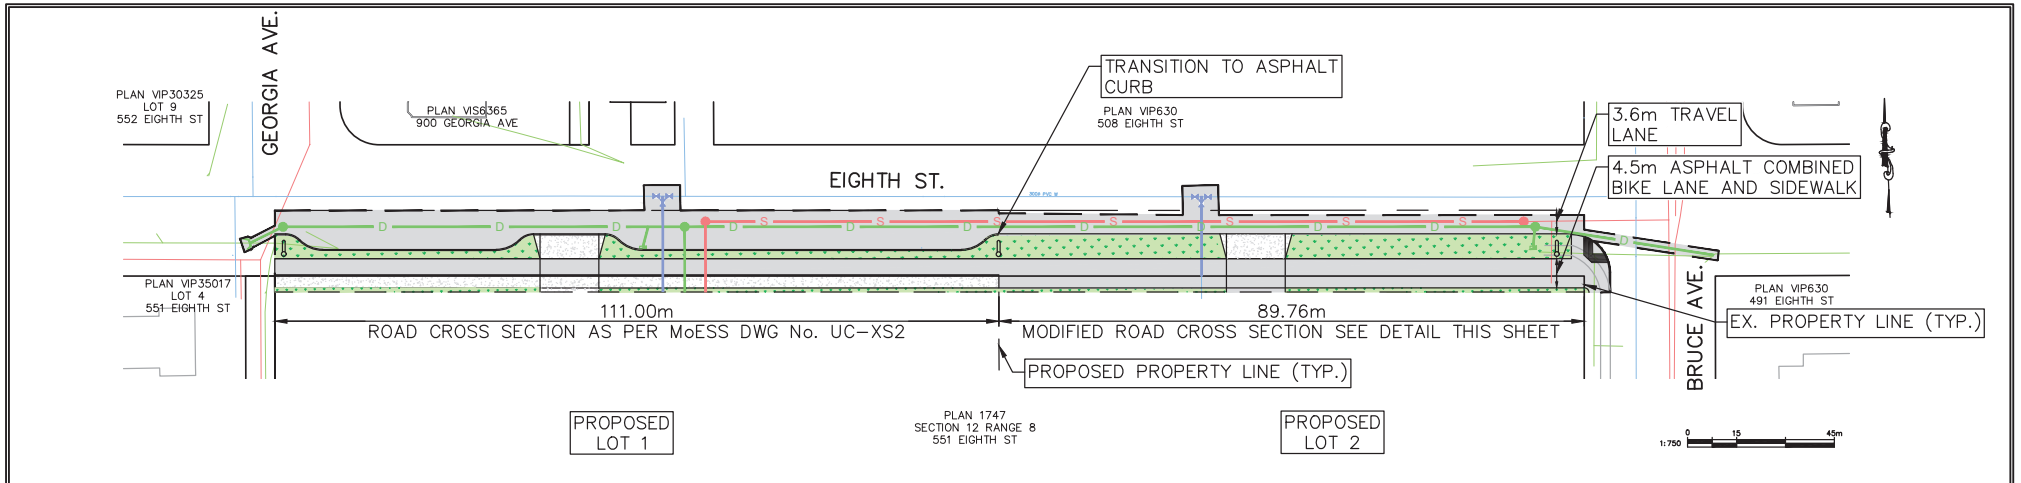 GEORGIA AVE.
PLAN VIP30325
LOT 9
552 EIGHTH ST
PLAN VIS6365
900 GEORGIA AVE
TRANSITION TO ASPHALT
CURB
PLAN VIP630
508 EIGHTH ST
3.6m TRAVEL
LANE
4.5m ASPHALT COMBINED
BIKE LANE AND SIDEWALK
EIGHTH ST.
S S S S S S S
D D D D D D D D D D D
PLAN VIP35017
LOT 4
551 EIGHTH ST
111.00m
ROAD CROSS SECTION AS PER MoESS DWG No. UC-XS2
89.76m
MODIFIED ROAD CROSS SECTION SEE DETAIL THIS SHEET
PLAN VIP630
491 EIGHTH ST
EX. PROPERTY LINE (TYP.)
BRUCE AVE.
PROPOSED PROPERTY LINE (TYP.)
PROPOSED
LOT 1
PLAN 1747
SECTION 12 RANGE 8
551 EIGHTH ST
PROPOSED
LOT 2
1:750
0 15 45m